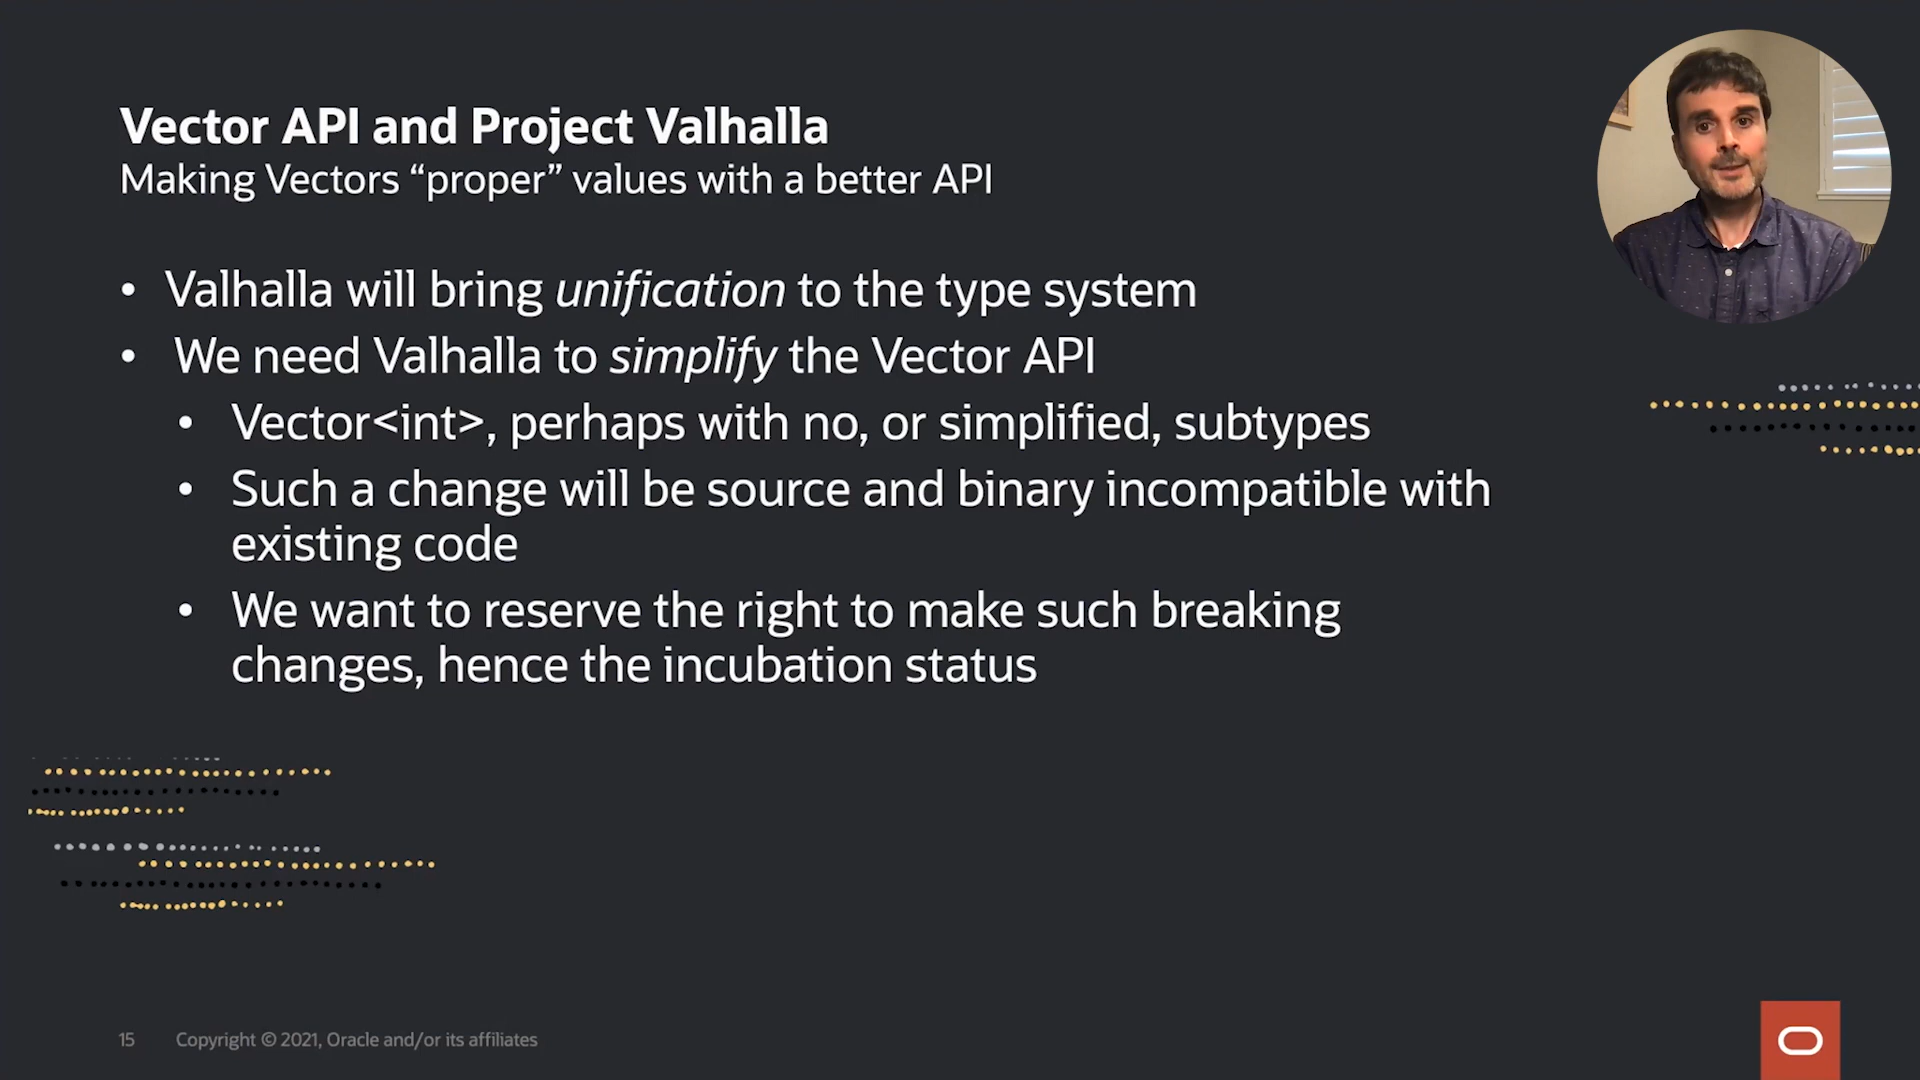 Vector API and Project Valhalla
Making Vectors “proper” values with a better API
• Valhalla will bring unification to the type system
• We need Valhalla to simplify the Vector API
• Vector<int>, perhaps with no, or simplified, subtypes
• Such a change will be source and binary incompatible with
existing code
• We want to reserve the right to make such breaking
changes, hence the incubation status
15 Copyright © 2021, Oracle and/or its affiliates